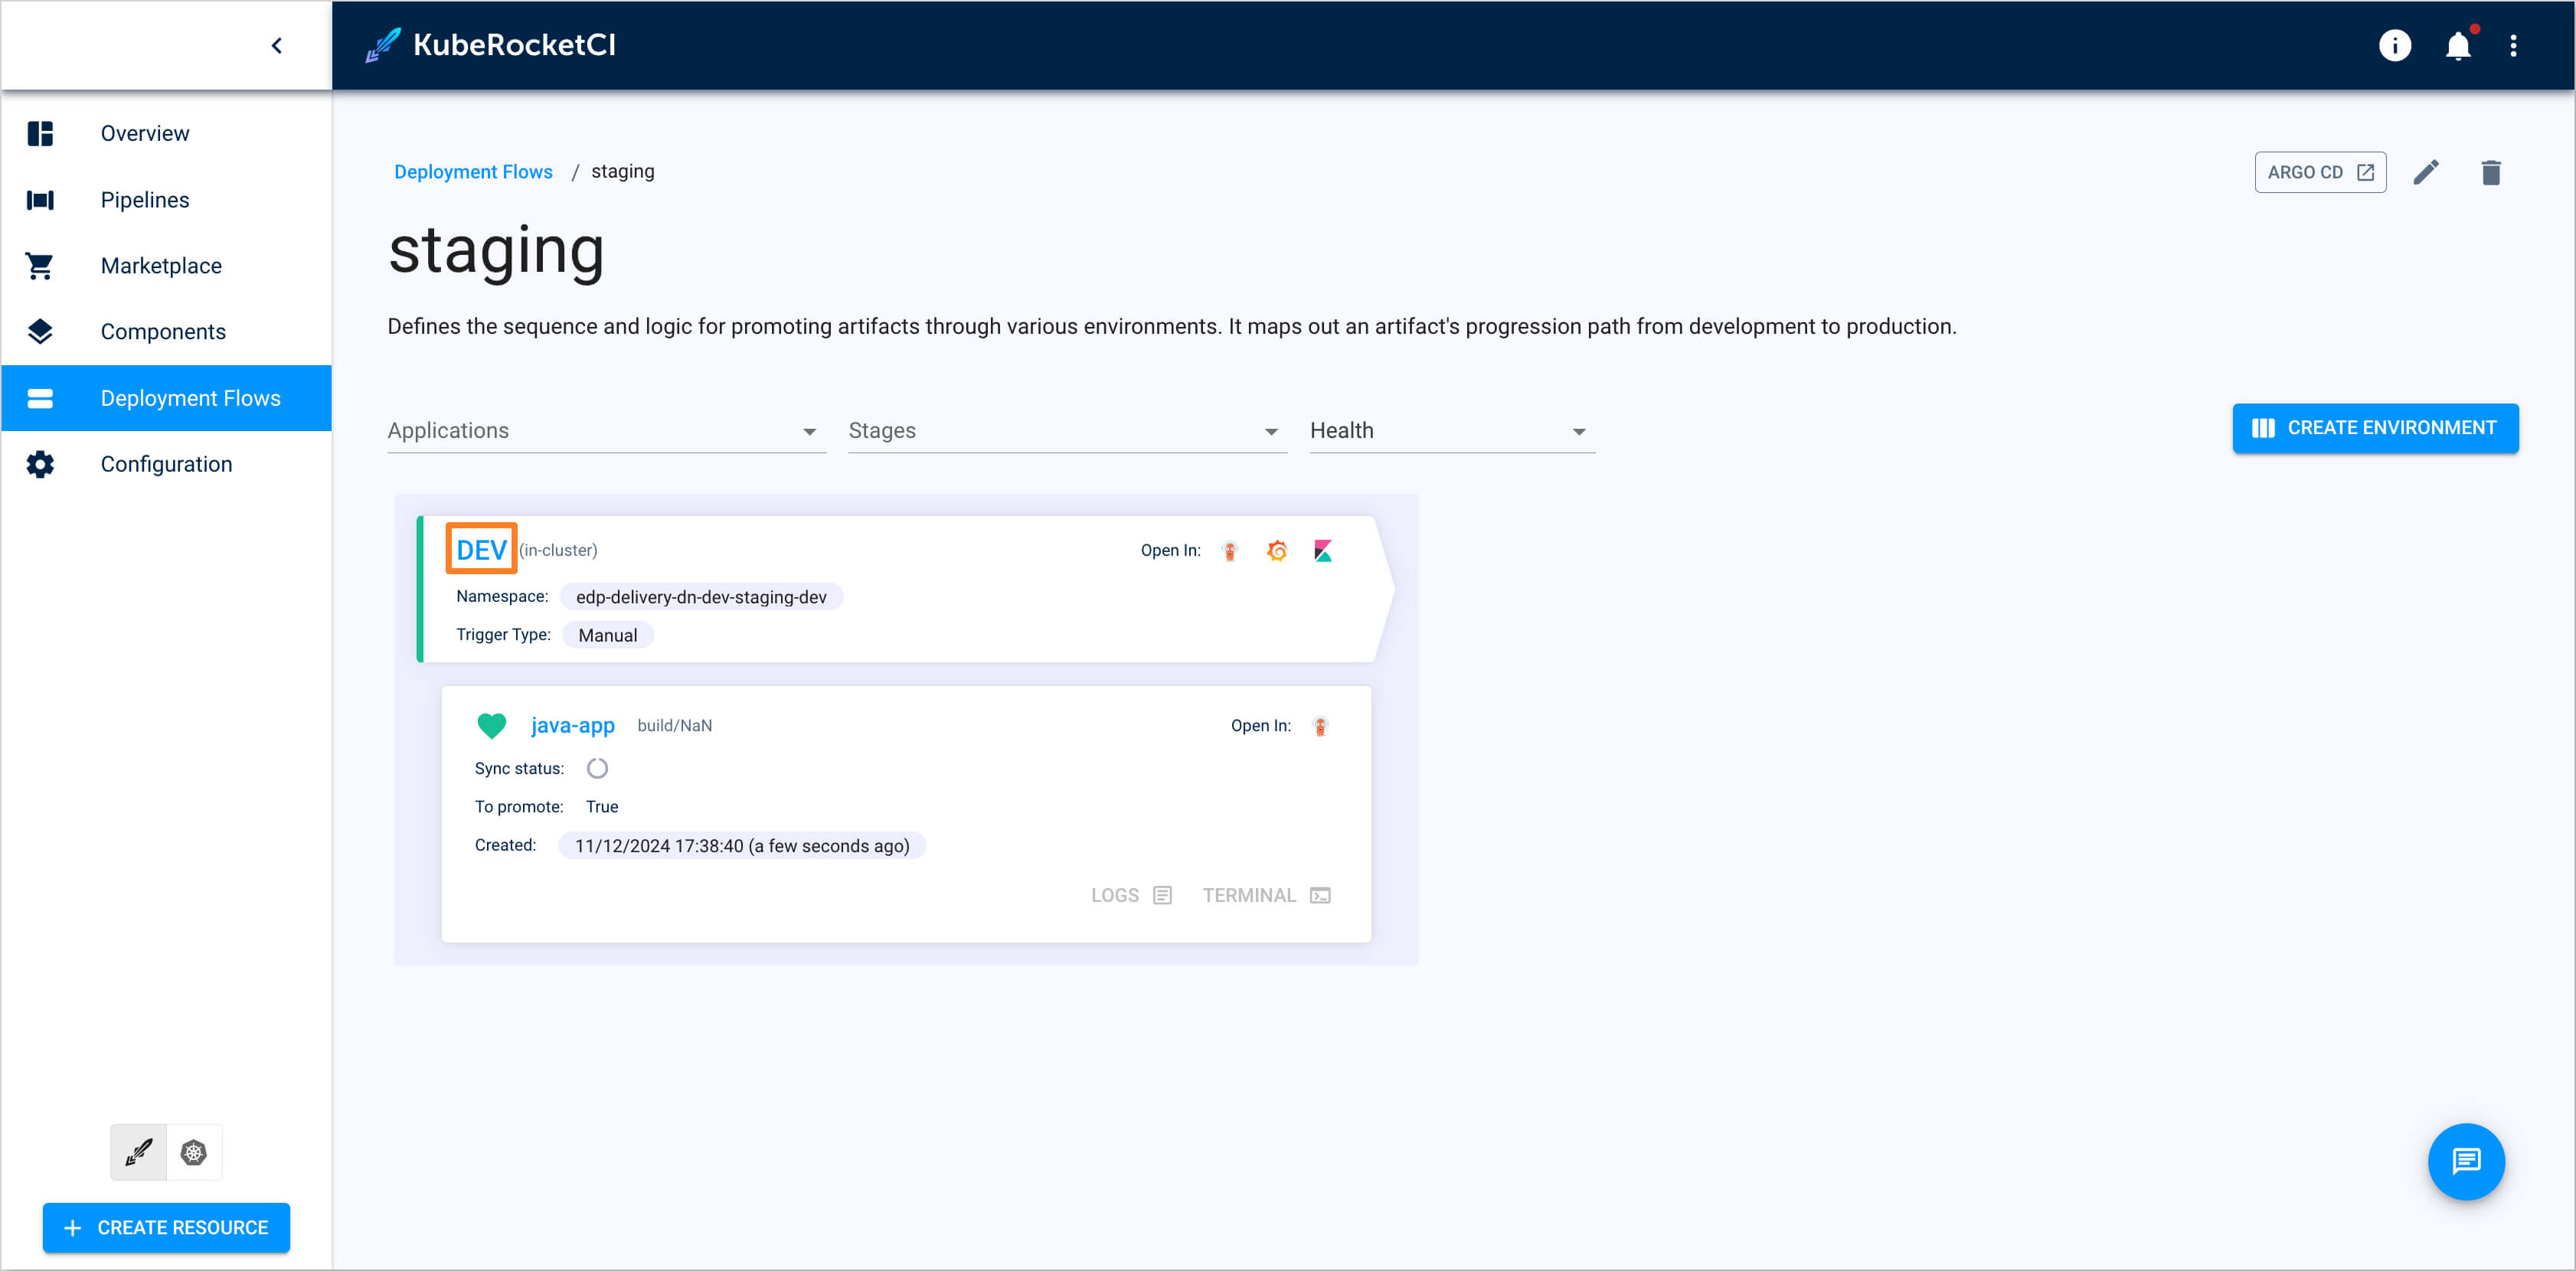 KubeRocketCI
Overview
Pipelines
Marketplace
Components
Deployment Flows
Configuration
CREATE RESOURCE
Deployment Flows / staging
ARGO CD
staging
Defines the sequence and logic for promoting artifacts through various environments. It maps out an artifact's progression path from development to production.
Applications
Stages
Health
CREATE ENVIRONMENT
DEV (in-cluster)
Open In:
Namespace: edp-delivery-dn-dev-staging-dev
Trigger Type: Manual
java-app build/NaN
Open In:
Sync status:
To promote: True
Created: 11/12/2024 17:38:40 (a few seconds ago)
LOGS
TERMINAL